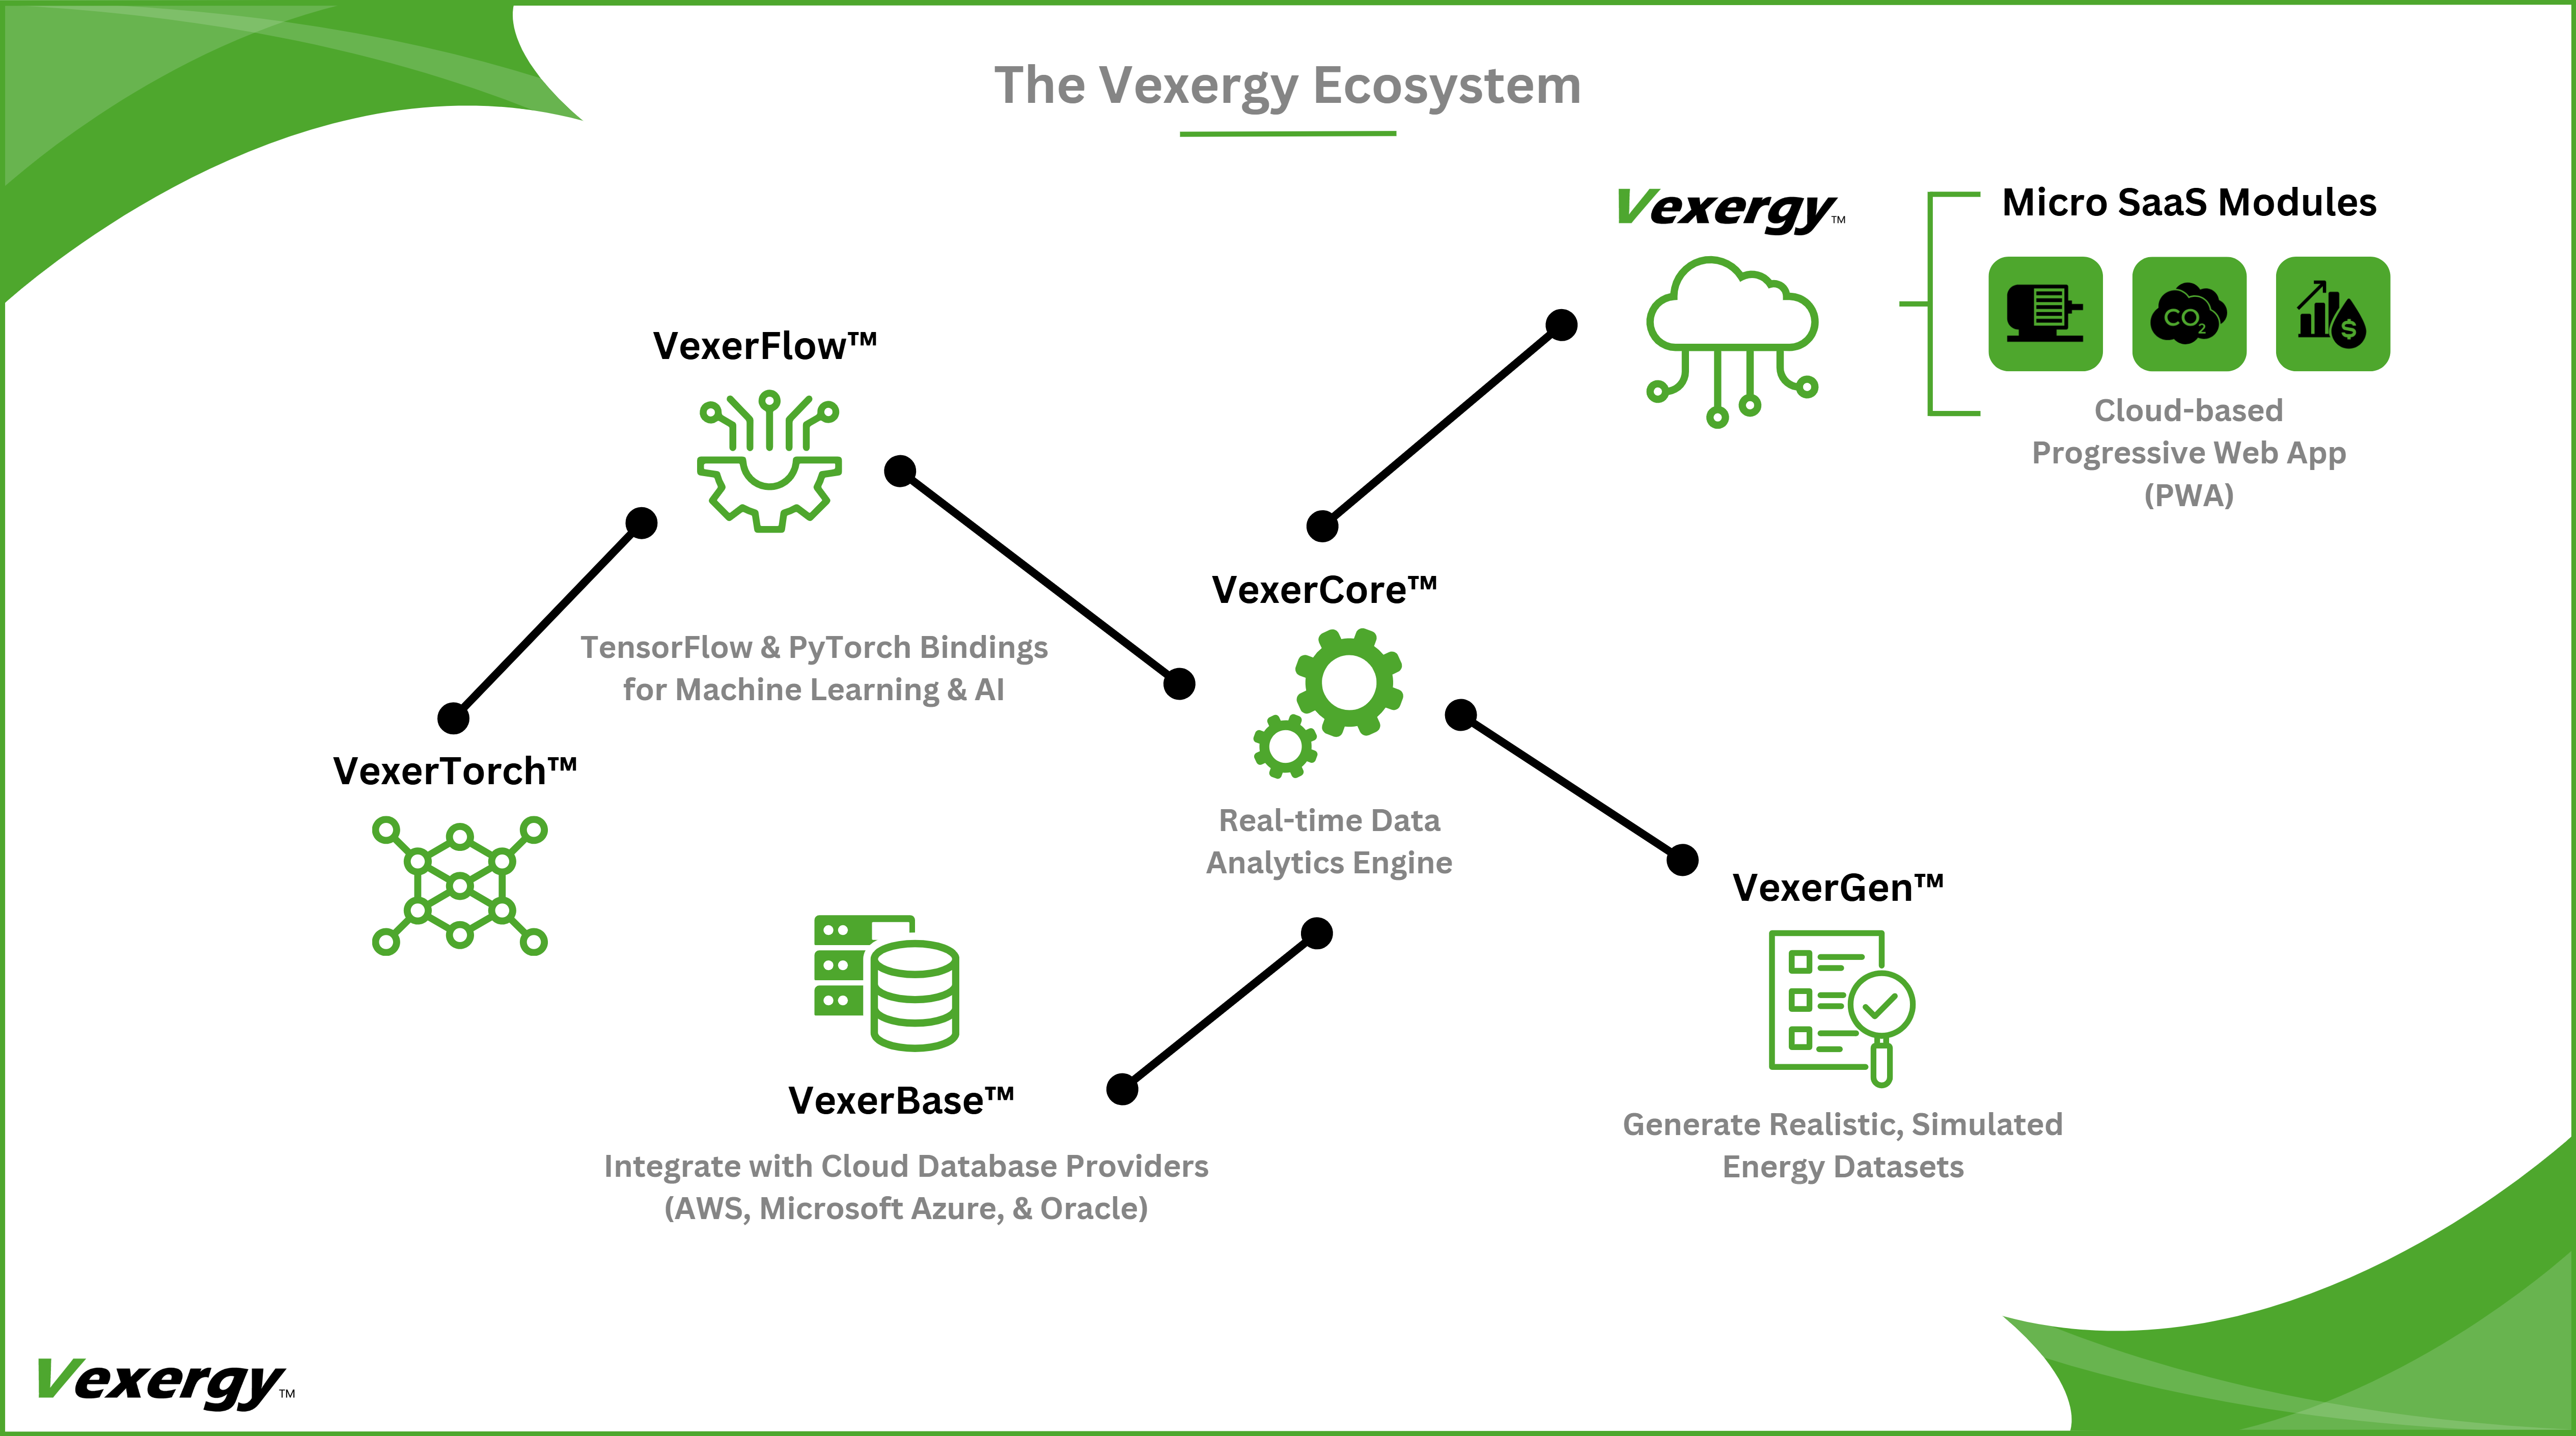 The Vexergy Ecosystem
Vexergy™
Micro SaaS Modules
CO₂
$
Cloud-based
Progressive Web App
(PWA)
VexerFlow™
TensorFlow & PyTorch Bindings
for Machine Learning & AI
VexerTorch™
VexerCore™
Real-time Data
Analytics Engine
VexerBase™
Integrate with Cloud Database Providers
(AWS, Microsoft Azure, & Oracle)
VexerGen™
Generate Realistic, Simulated
Energy Datasets
Vexergy™